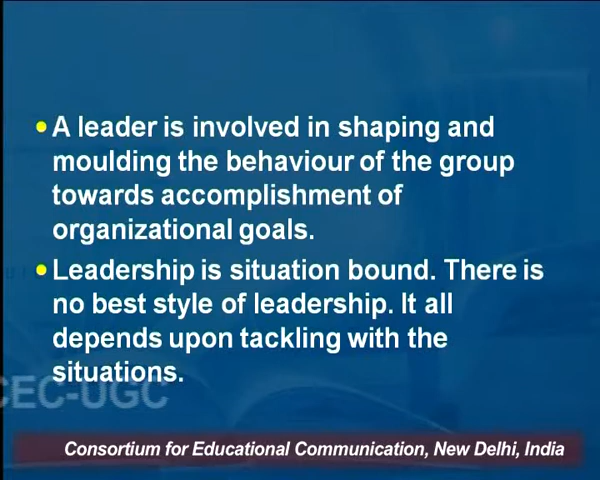 • A leader is involved in shaping and
moulding the behaviour of the group
towards accomplishment of
organizational goals.
• Leadership is situation bound. There is
no best style of leadership. It all
depends upon tackling with the
situations.
CEC-UGC
Consortium for Educational Communication, New Delhi, India